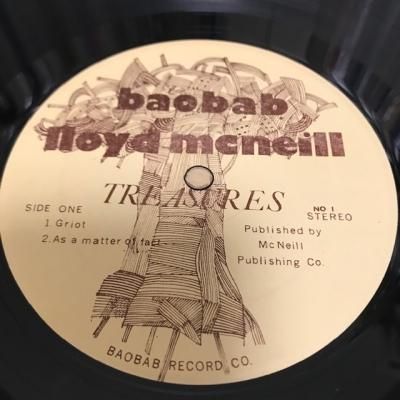 baobab
lloyd mcneill
TREASURES
SIDE ONE
1. Griot
2. As a matter of fact
NO 1
STEREO
Published by
McNeill
Publishing Co.
BAOBAB RECORD CO.